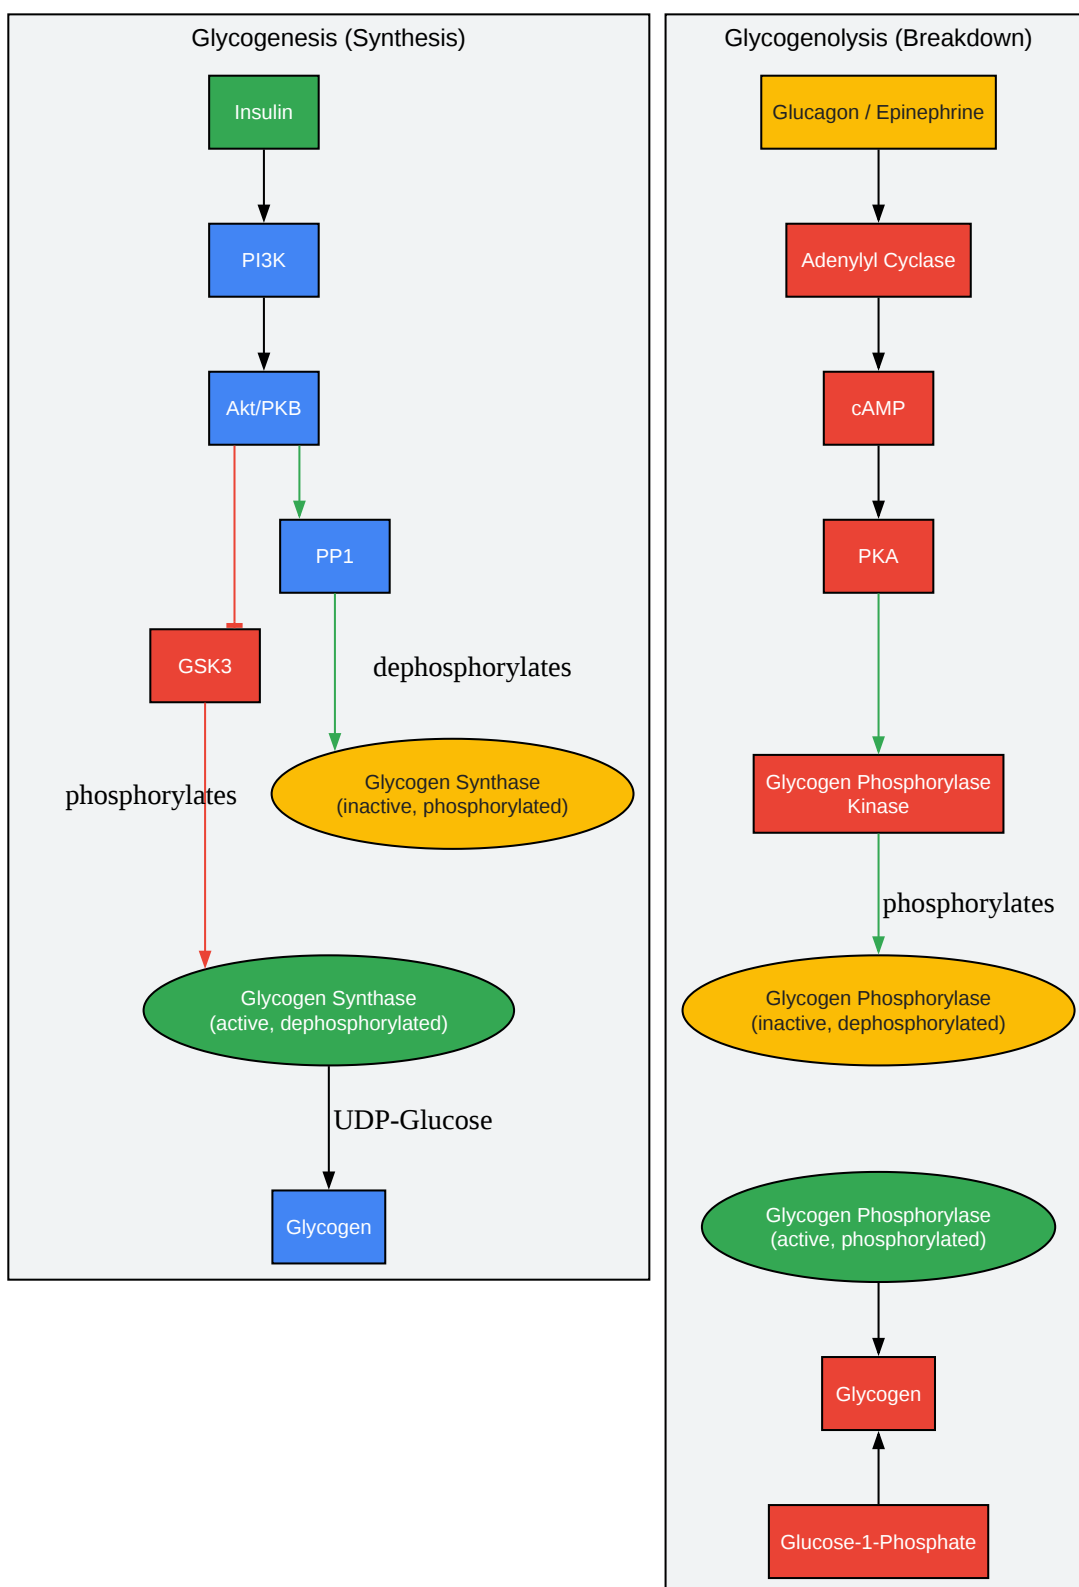 Glycogenesis (Synthesis)
Insulin
PI3K
Akt/PKB
PP1
GSK3
dephosphorylates
Glycogen Synthase
(inactive, phosphorylated)
phosphorylates
Glycogen Synthase
(active, dephosphorylated)
UDP-Glucose
Glycogen
Glycogenolysis (Breakdown)
Glucagon / Epinephrine
Adenylyl Cyclase
cAMP
PKA
Glycogen Phosphorylase
Kinase
phosphorylates
Glycogen Phosphorylase
(inactive, dephosphorylated)
Glycogen Phosphorylase
(active, phosphorylated)
Glycogen
Glucose-1-Phosphate